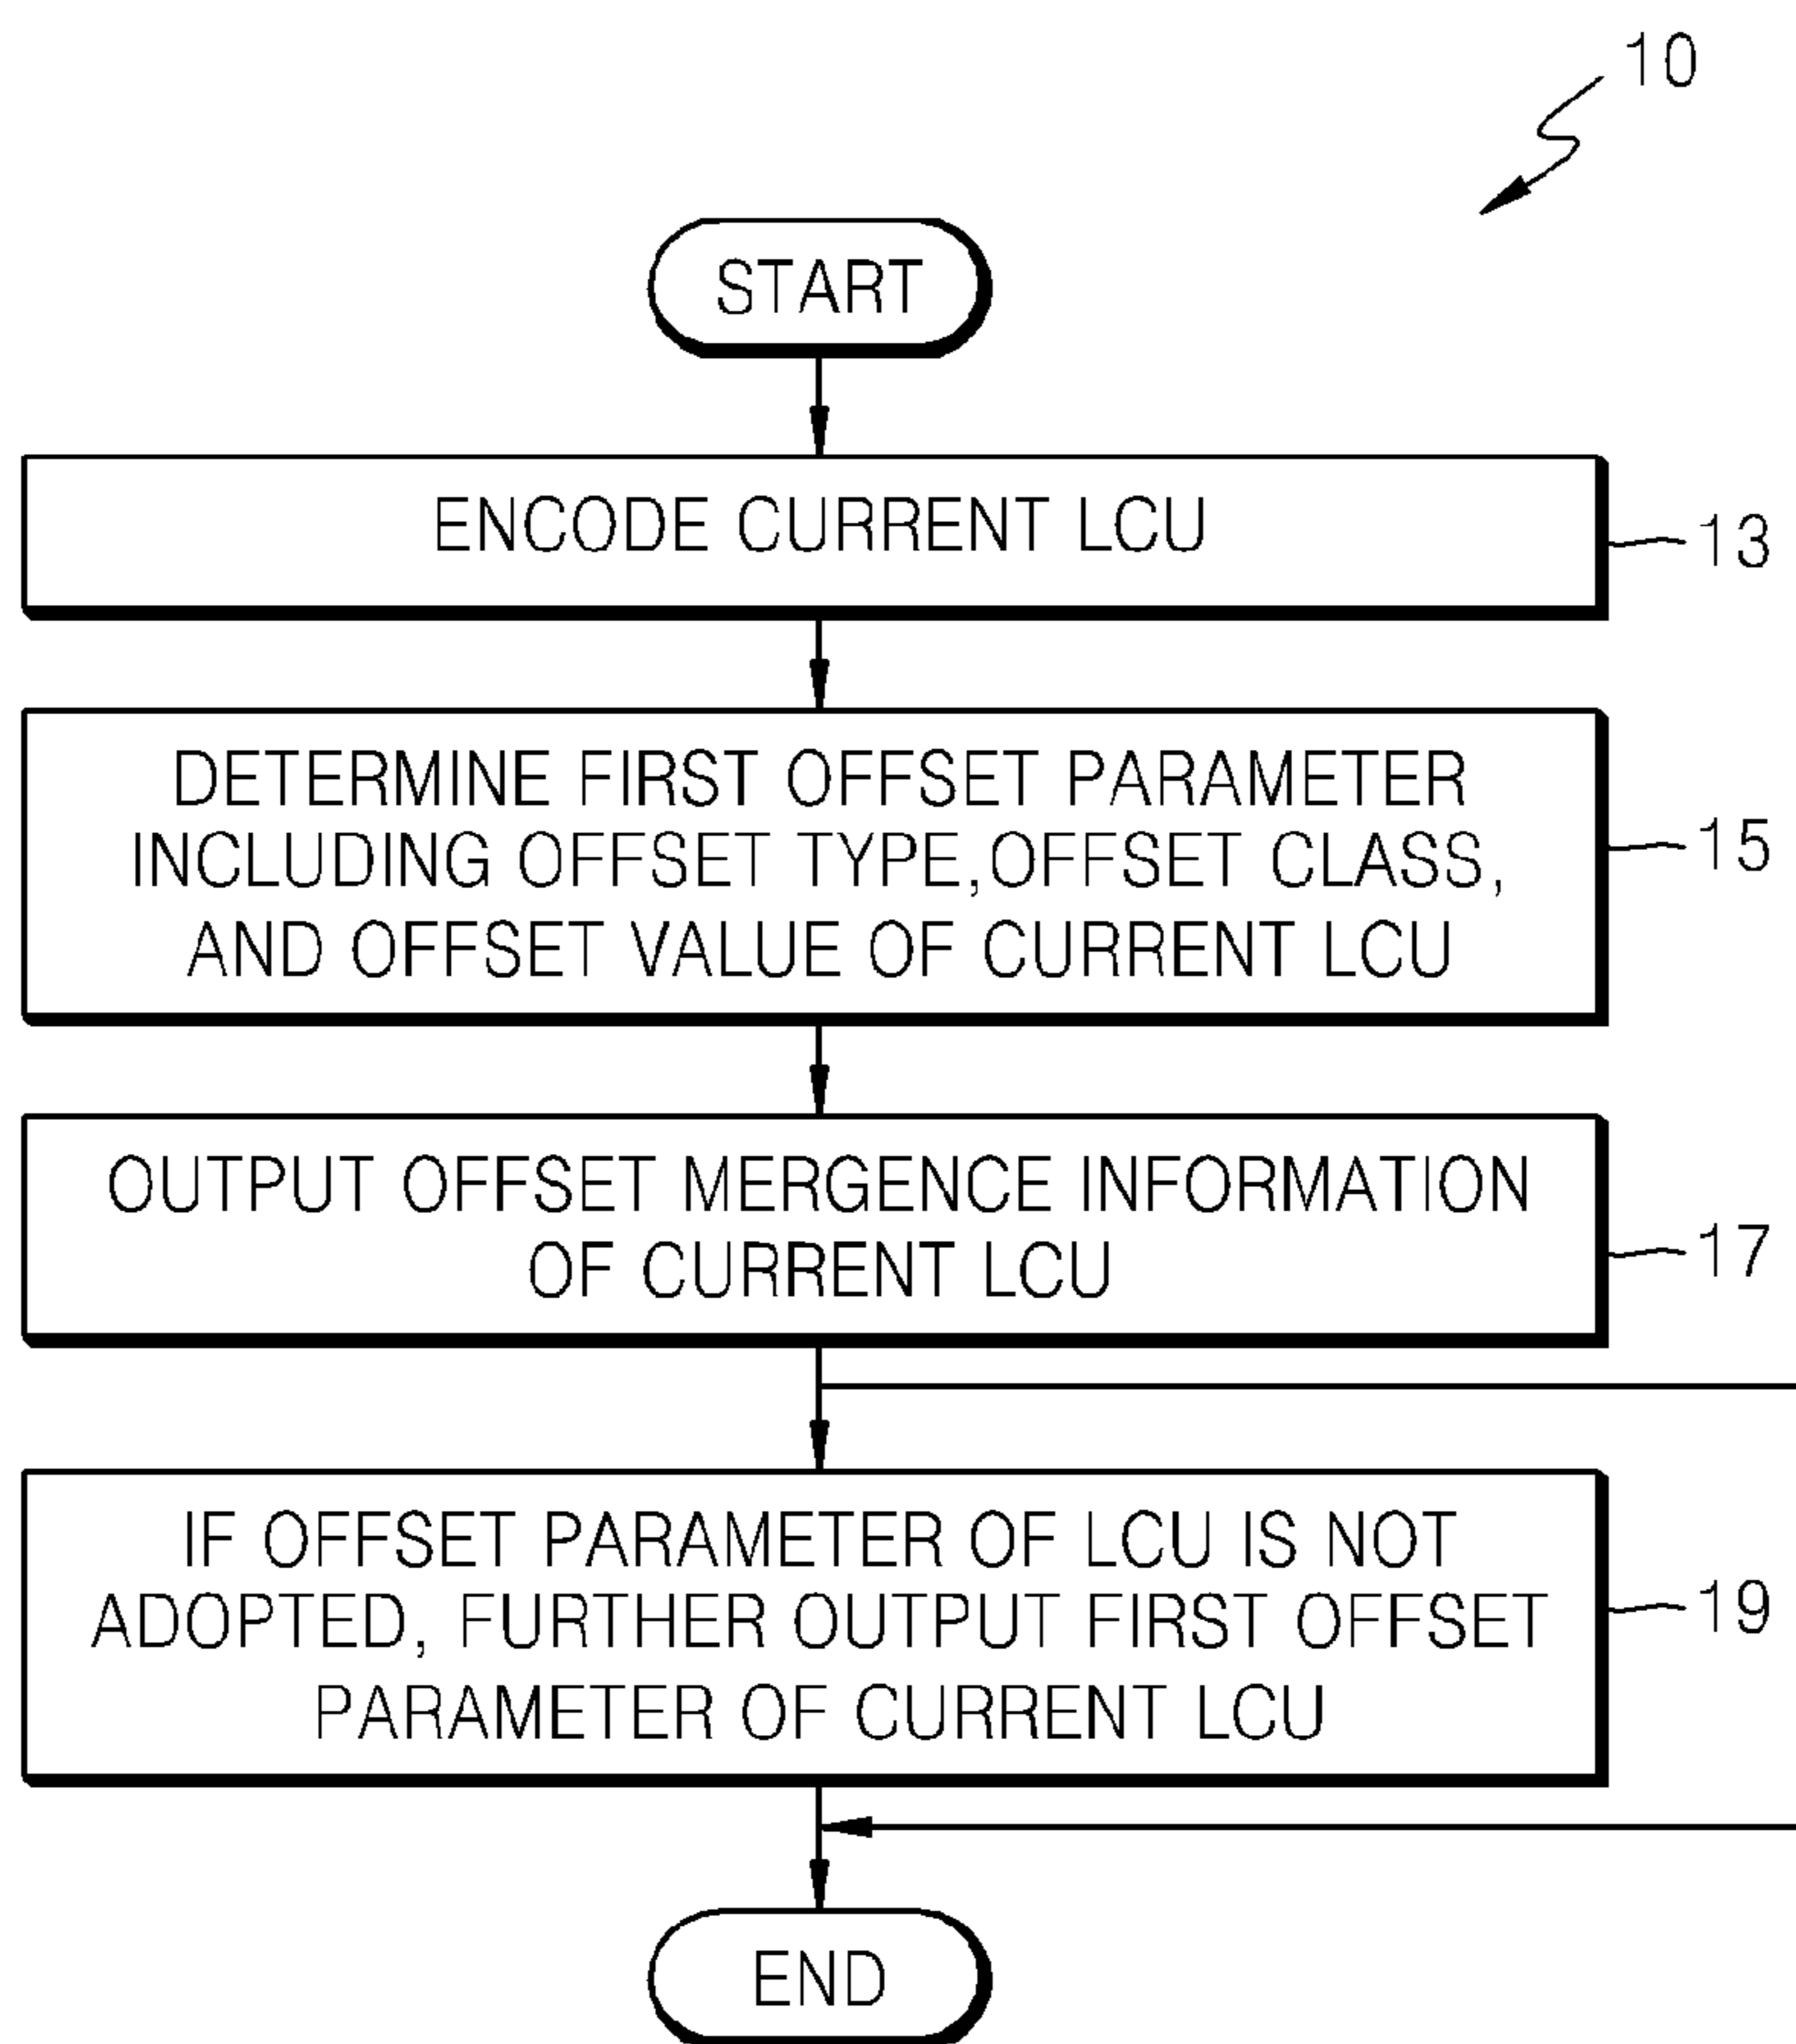 10
START
ENCODE CURRENT LCU
13
DETERMINE FIRST OFFSET PARAMETER
INCLUDING OFFSET TYPE, OFFSET CLASS,
AND OFFSET VALUE OF CURRENT LCU
15
OUTPUT OFFSET MERGENCE INFORMATION
OF CURRENT LCU
17
IF OFFSET PARAMETER OF LCU IS NOT
ADOPTED, FURTHER OUTPUT FIRST OFFSET
PARAMETER OF CURRENT LCU
19
END